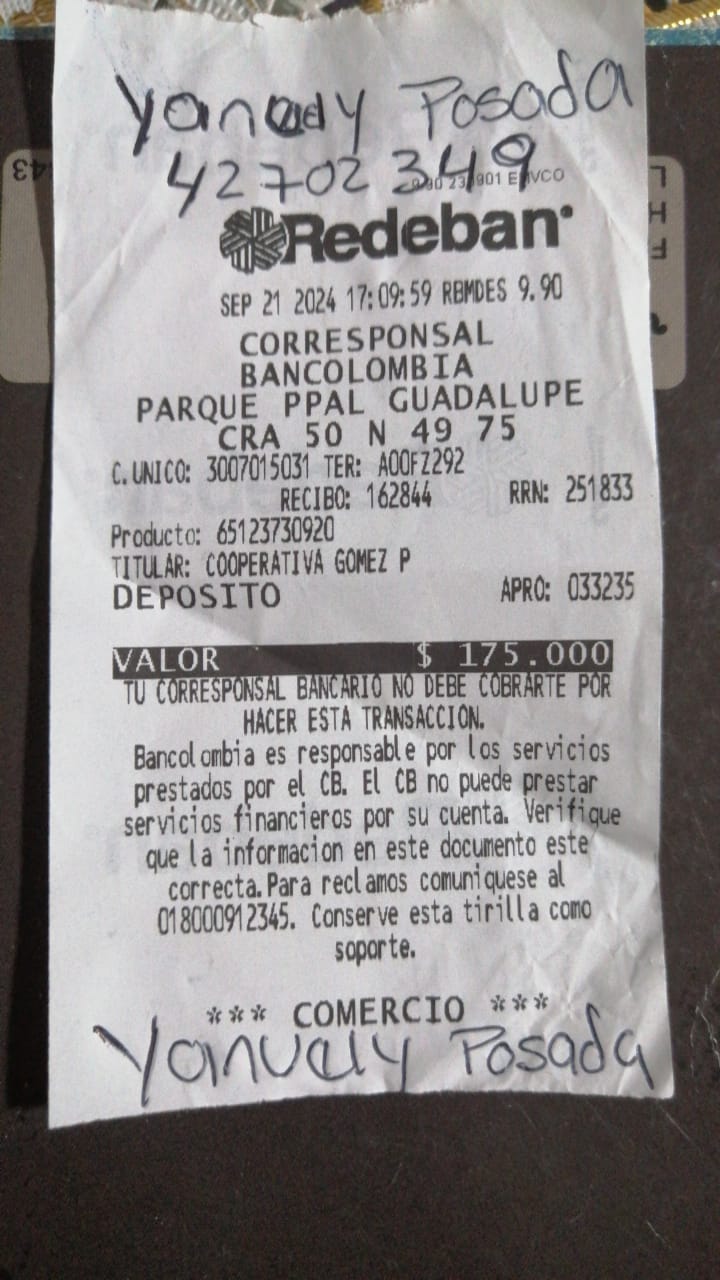 Posada
42702349
901 EMVCO
Redeban
SEP 21 2024 17:09:59 RBMDES 9.90
CORRESPONSAL
BANCOLOMBIA
PARQUE PPAL GUADALUPE
CRA 50 N 49 75
C.UNICO: 3007015031 TER: A00FZ292
RECIBO: 162844 RRN: 251833
Producto: 65123730920
TITULAR: COOPERATIVA GOMEZ P
DEPOSITO APRO: 033235
VALOR $ 175.000
TU CORRESPONSAL BANCARIO NO DEBE COBRARTE POR
HACER ESTA TRANSACCION.
Bancolombia es responsable por los servicios
prestados por el CB. El CB no puede prestar
servicios financieros por su cuenta. Verifique
que la informacion en este documento este
correcta.Para reclamos comuniquese al
018000912345. Conserve esta tirilla como
soporte.
*** COMERCIO ***
Posada